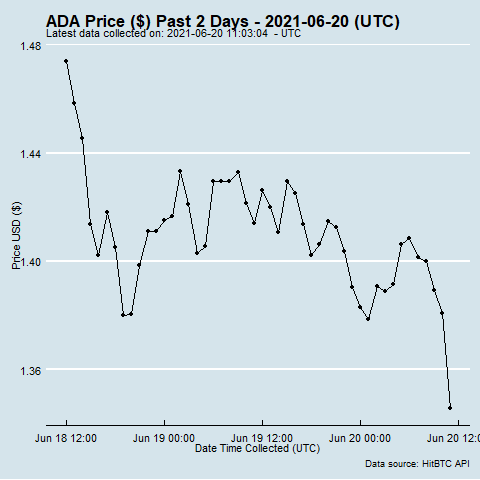 ADA Price ($) Past 2 Days - 2021-06-20 (UTC)
Latest data collected on: 2021-06-20 11:03:04 - UTC
1.48
1.44
1.40
1.36
Price USD ($)
Jun 18 12:00 Jun 19 00:00 Jun 19 12:00 Jun 20 00:00 Jun 20 12:
Date Time Collected (UTC)
Data source: HitBTC API